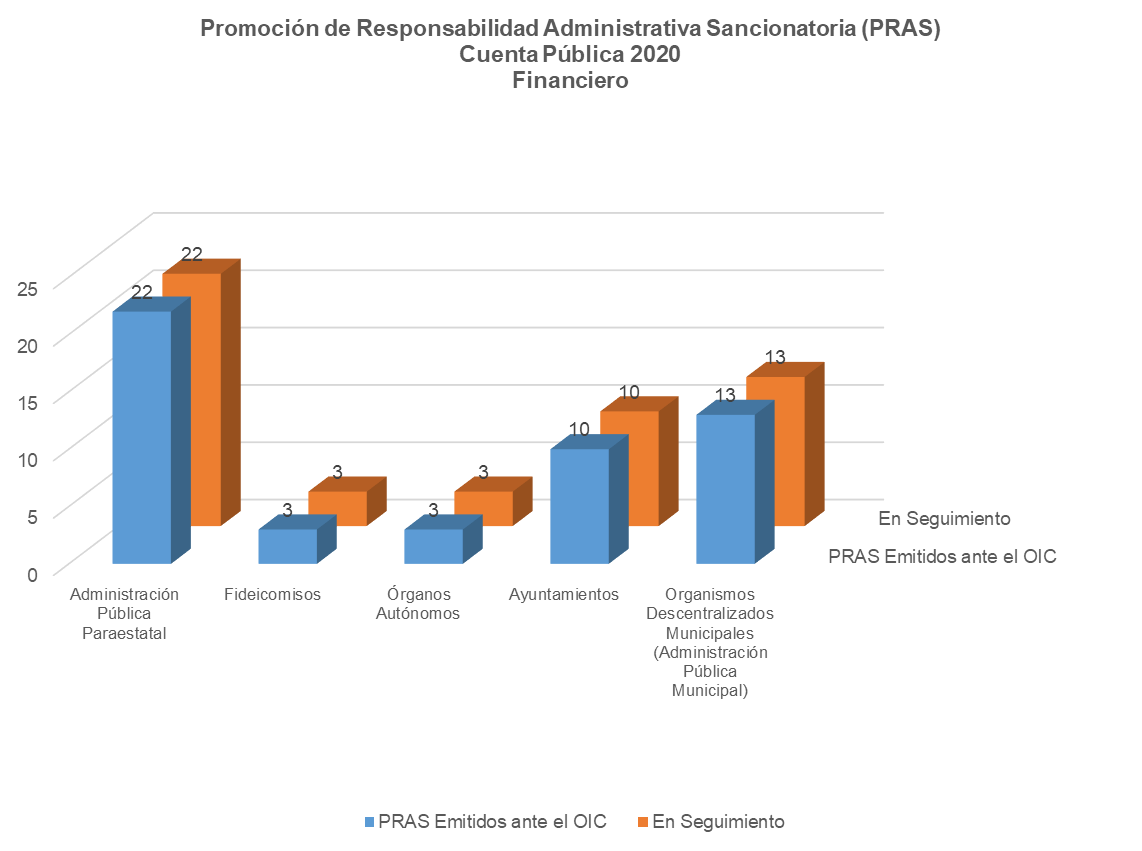 Promoción de Responsabilidad Administrativa Sancionatoria (PRAS)
Cuenta Pública 2020
Financiero
25
20
15
10
5
0
22
22
3
3
3
3
10
10
13
13
En Seguimiento
PRAS Emitidos ante el OIC
Administración
Pública
Paraestatal
Fideicomisos
Órganos
Autónomos
Ayuntamientos
Organismos
Descentralizados
Municipales
(Administración
Pública
Municipal)
PRAS Emitidos ante el OIC
En Seguimiento